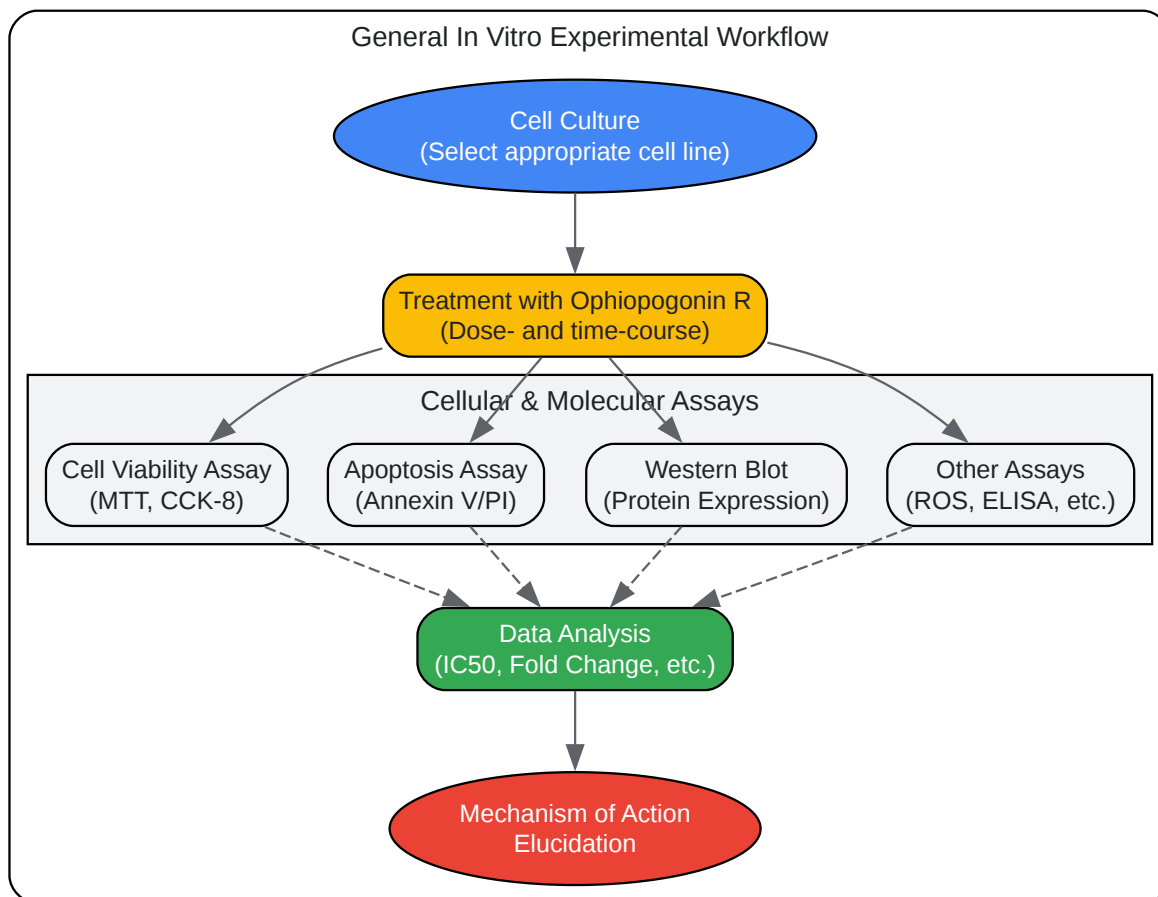 General In Vitro Experimental Workflow
Cell Culture
(Select appropriate cell line)
Treatment with Ophiopogonin R
(Dose- and time-course)
Cellular & Molecular Assays
Cell Viability Assay
(MTT, CCK-8)
Apoptosis Assay
(Annexin V/PI)
Western Blot
(Protein Expression)
Other Assays
(ROS, ELISA, etc.)
Data Analysis
(IC50, Fold Change, etc.)
Mechanism of Action
Elucidation